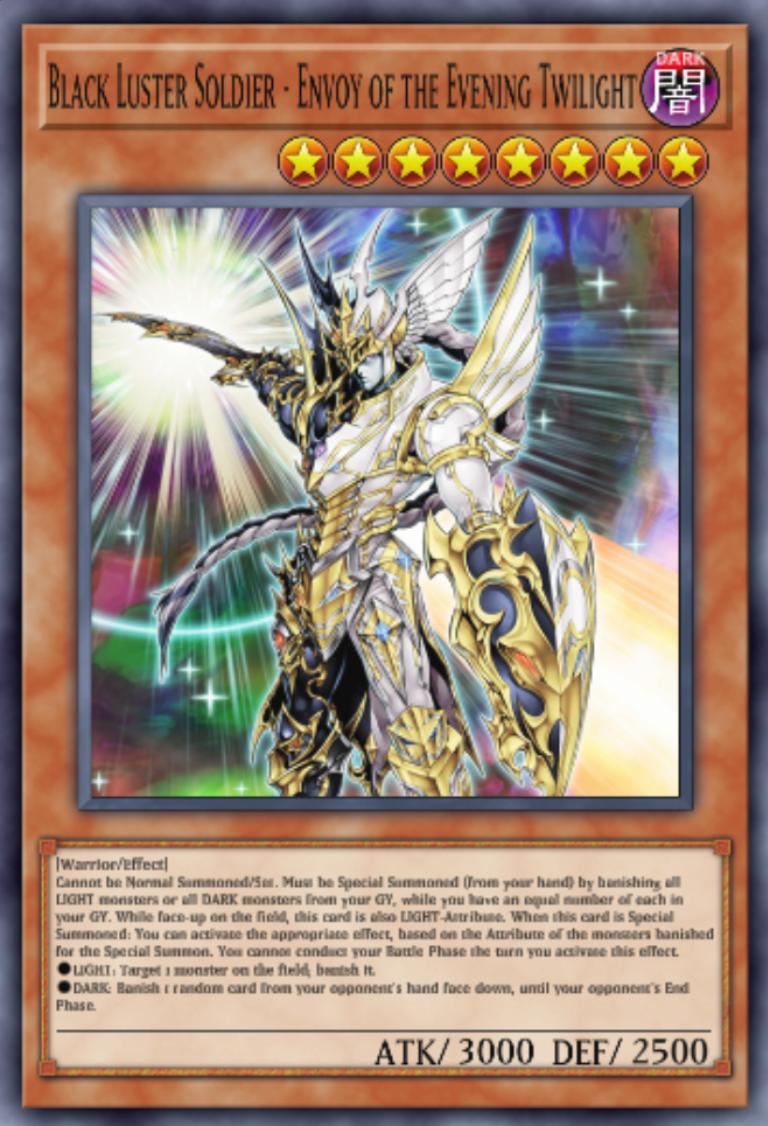 BLACK LUSTER SOLDIER - ENVOY OF THE EVENING TWILIGHT
DARK
闇
[Warrior/Effect]
Cannot be Normal Summoned/Set. Must be Special Summoned (from your hand) by banishing all
LIGHT monsters or all DARK monsters from your GY, while you have an equal number of each in
your GY. While face-up on the field, this card is also LIGHT-Attribute. When this card is Special
Summoned: You can activate the appropriate effect, based on the Attribute of the monsters banished
for the Special Summon. You cannot conduct your Battle Phase the turn you activate this effect.
●LIGHT: Target 1 monster on the field; banish it.
●DARK: Banish 1 random card from your opponent's hand face down, until your opponent's End
Phase.
ATK/ 3000 DEF/ 2500